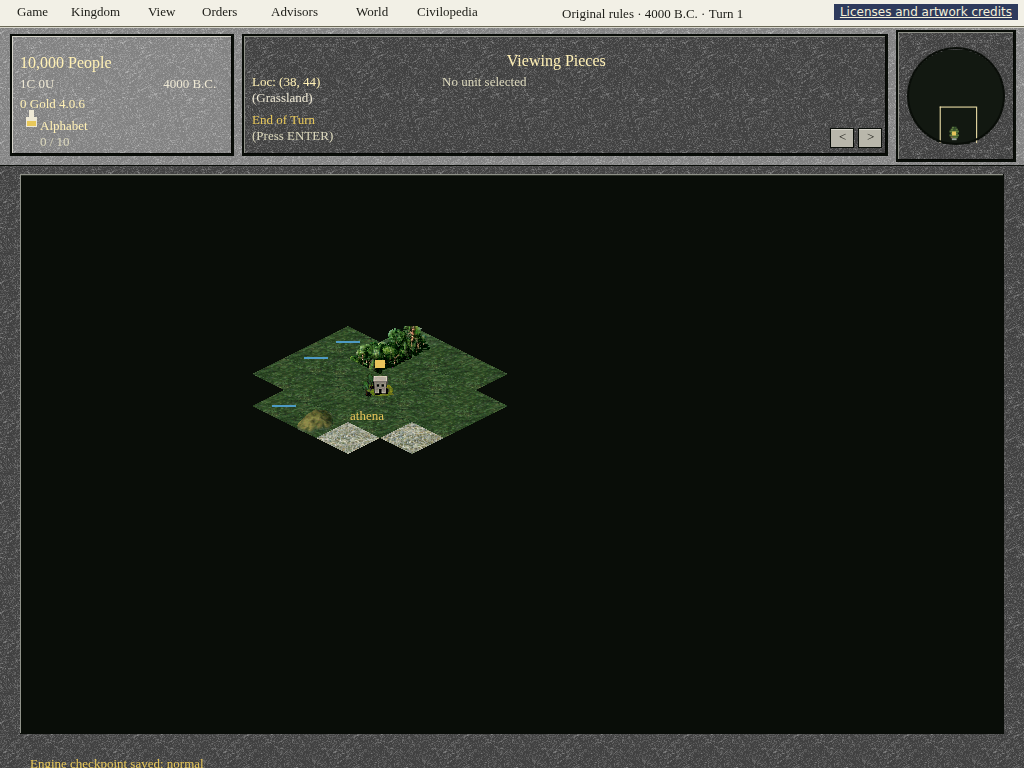 Game Kingdom View Orders Advisors World Civilopedia Original rules · 4000 B.C. · Turn 1 Licenses and artwork credits
10,000 People
1C 0U 4000 B.C.
0 Gold 4.0.6
Alphabet
0 / 10
Viewing Pieces
Loc: (38, 44) No unit selected
(Grassland)
End of Turn
(Press ENTER)
< >
athena
Engine checkpoint saved: normal